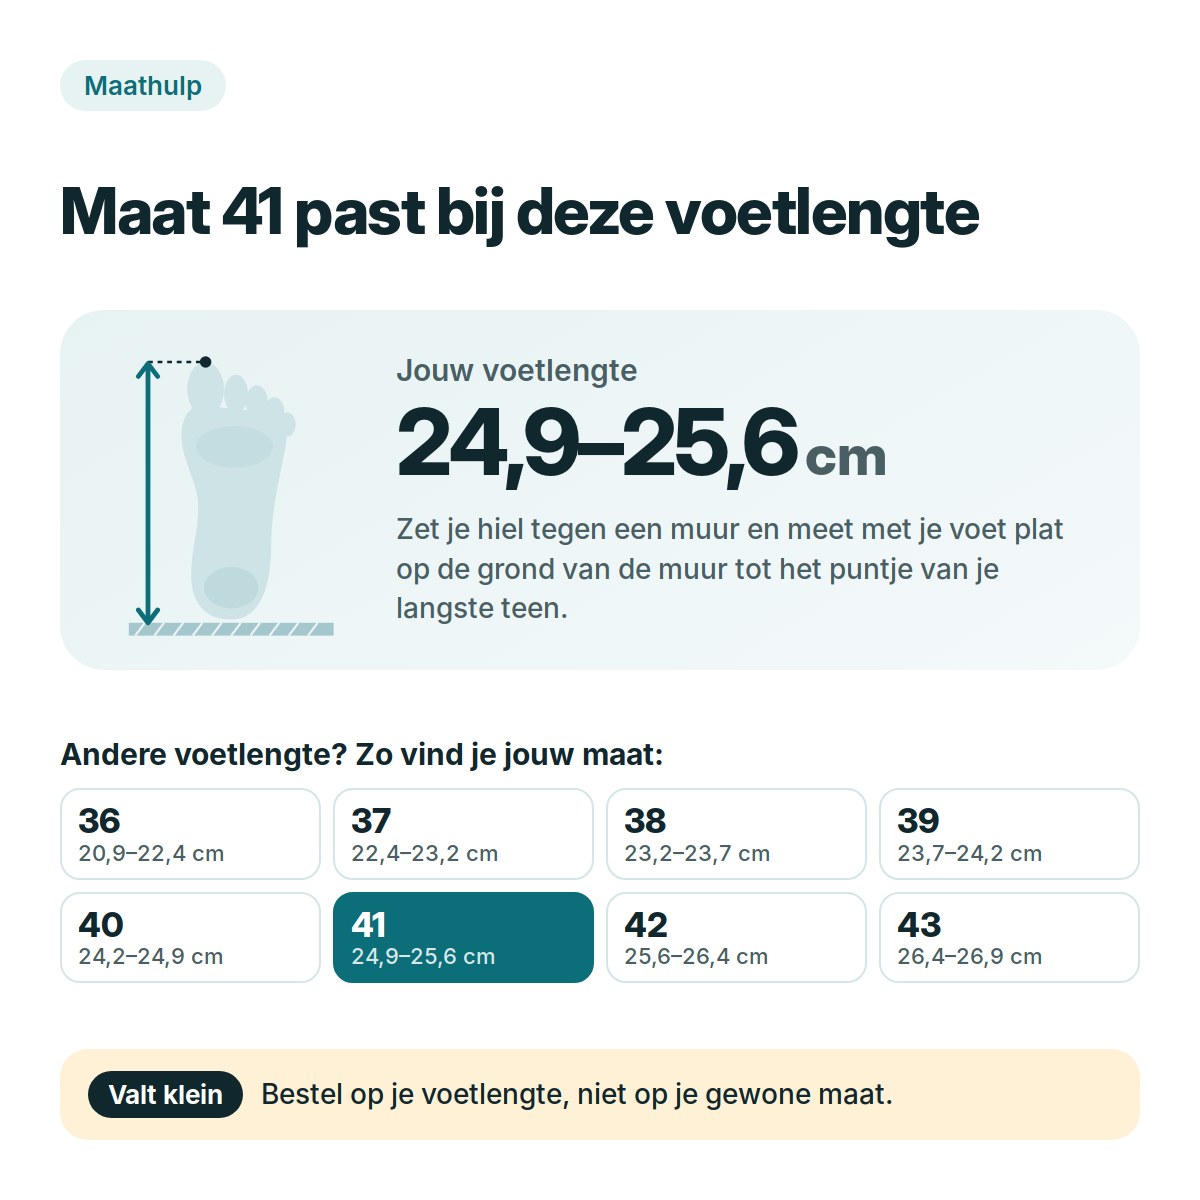 Maathulp
Maat 41 past bij deze voetlengte
Jouw voetlengte
24,9–25,6 cm
Zet je hiel tegen een muur en meet met je voet plat
op de grond van de muur tot het puntje van je
langste teen.
Andere voetlengte? Zo vind je jouw maat:
36
20,9–22,4 cm
37
22,4–23,2 cm
38
23,2–23,7 cm
39
23,7–24,2 cm
40
24,2–24,9 cm
41
24,9–25,6 cm
42
25,6–26,4 cm
43
26,4–26,9 cm
Valt klein Bestel op je voetlengte, niet op je gewone maat.